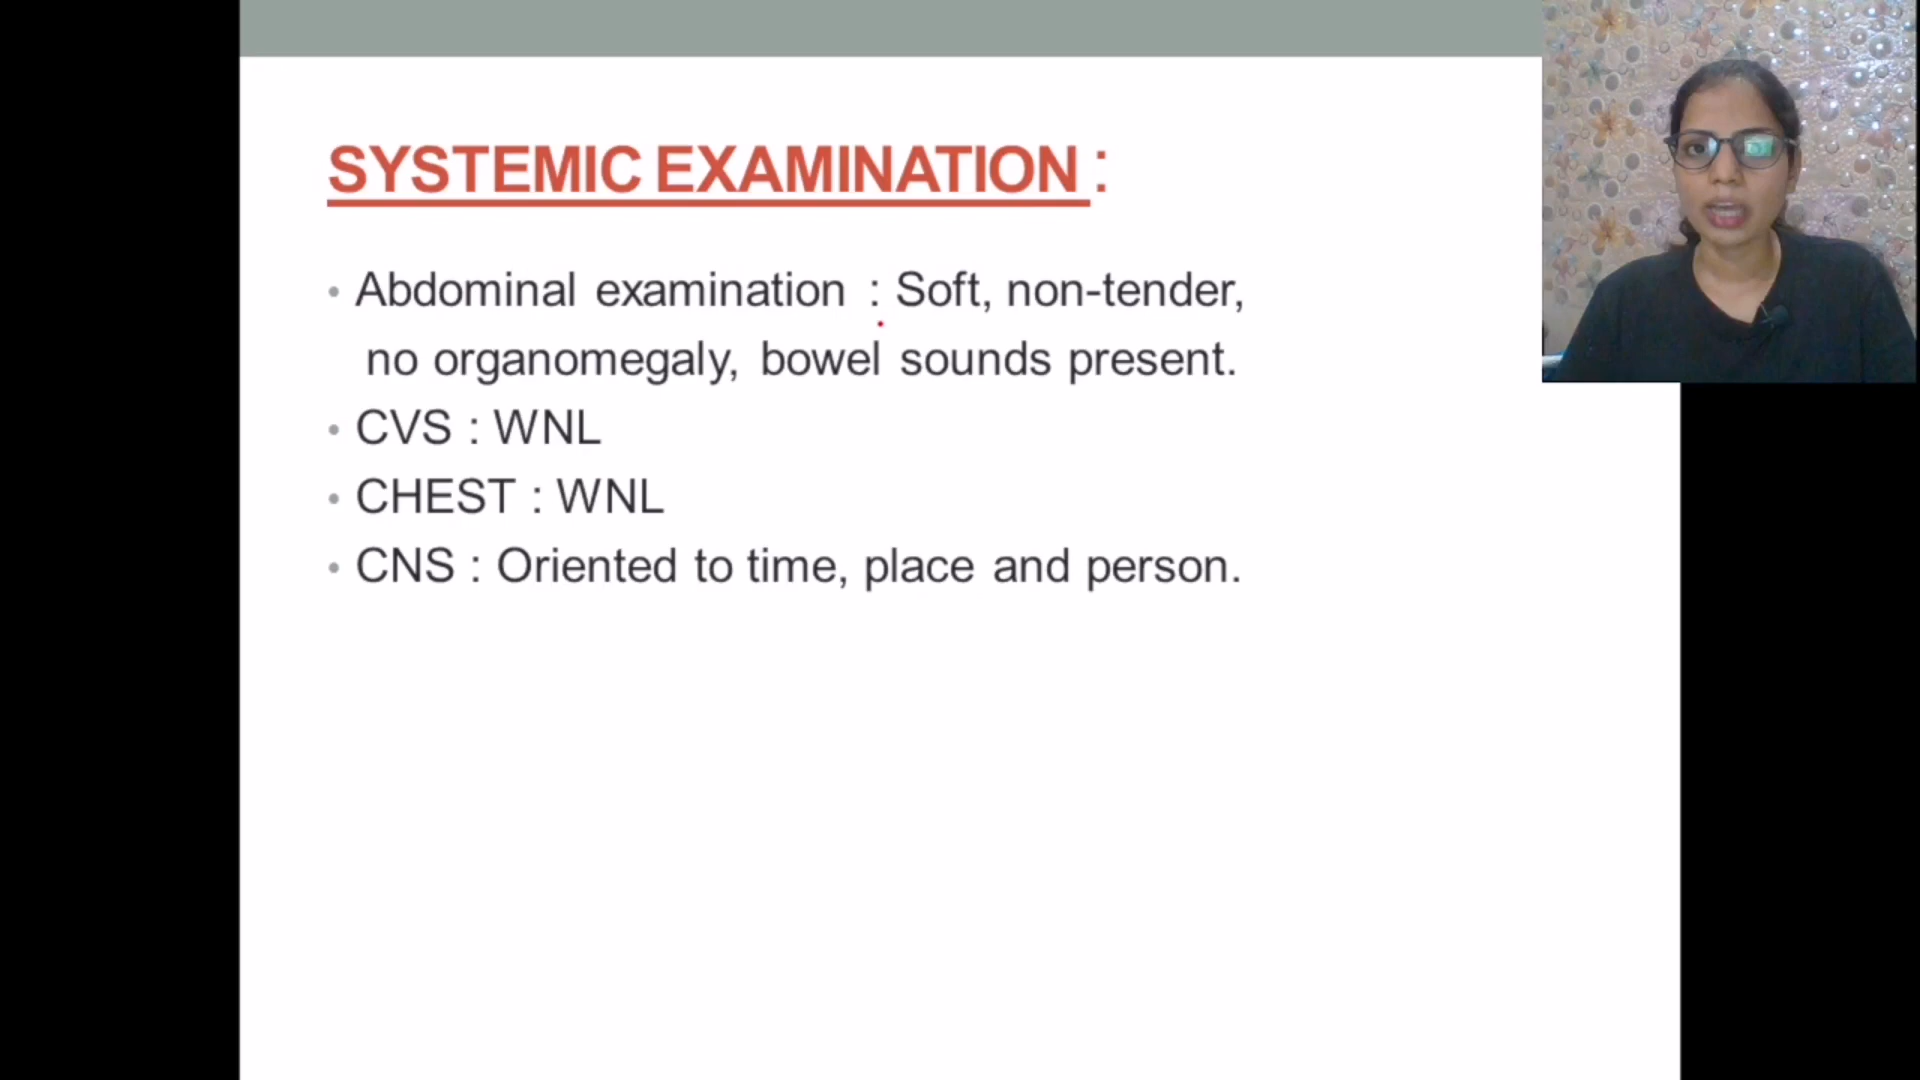 SYSTEMIC EXAMINATION :
• Abdominal examination : Soft, non-tender,
no organomegaly, bowel sounds present.
• CVS : WNL
• CHEST : WNL
• CNS : Oriented to time, place and person.